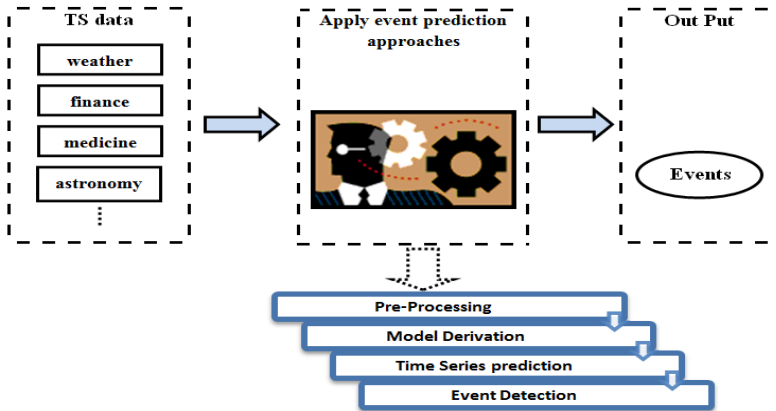 TS data
weather
finance
medicine
astronomy
Apply event prediction
approaches
Out Put
Events
Pre-Processing
Model Derivation
Time Series prediction
Event Detection